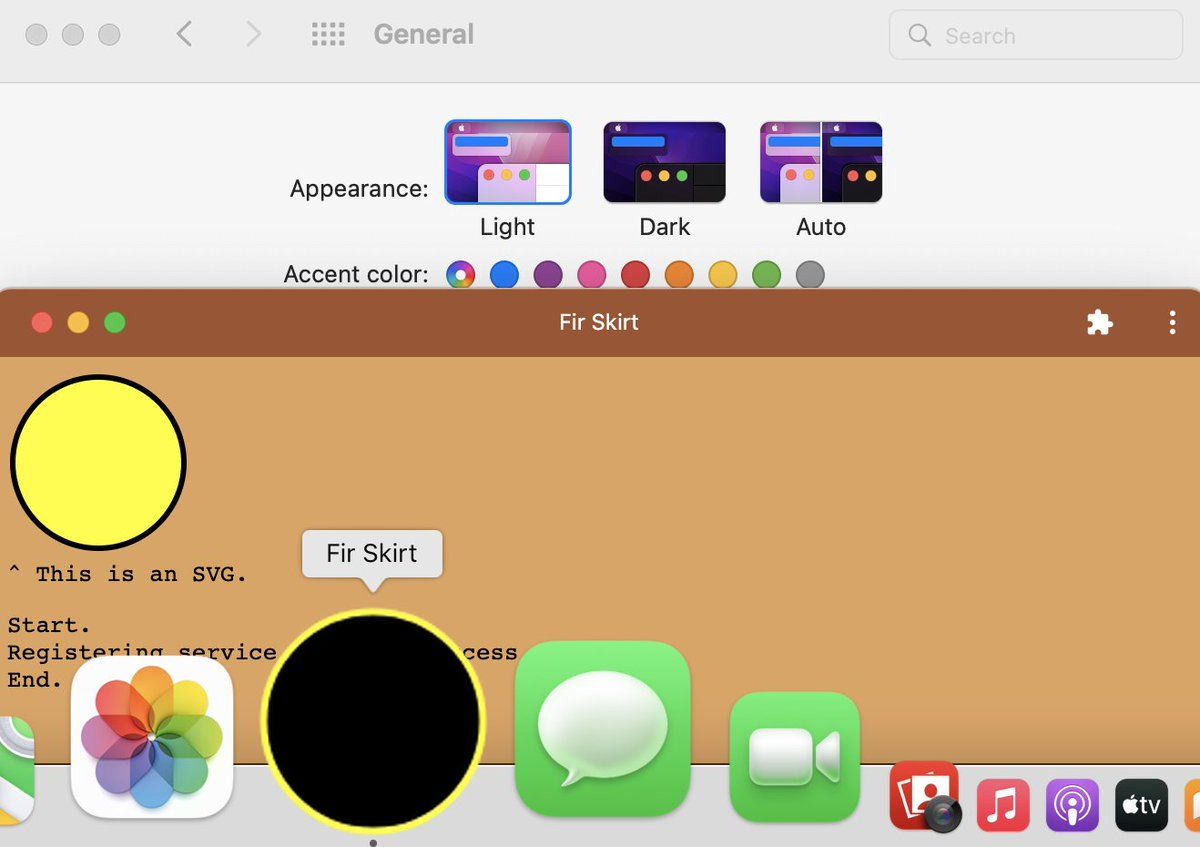 General
Search
Appearance:
Light
Dark
Auto
Accent color:
Fir Skirt
^ This is an SVG.
Fir Skirt
Start.
Registering service
cess
End.
tv